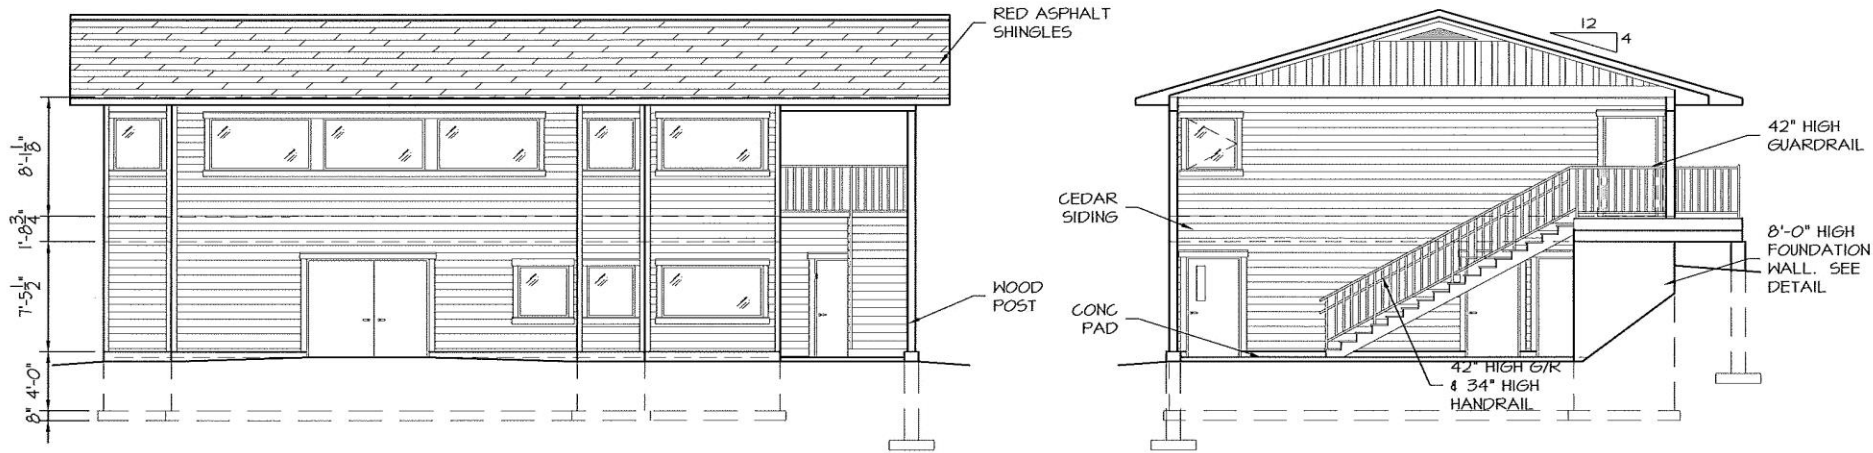 RED ASPHALT
SHINGLES
8'-1 1/8"
1'-8 3/4"
7'-5 1/2"
4'-0"
8"
WOOD
POST
12
4
42" HIGH
GUARDRAIL
CEDAR
SIDING
8'-0" HIGH
FOUNDATION
WALL. SEE
DETAIL
CONC
PAD
42" HIGH G/R
& 34" HIGH
HANDRAIL